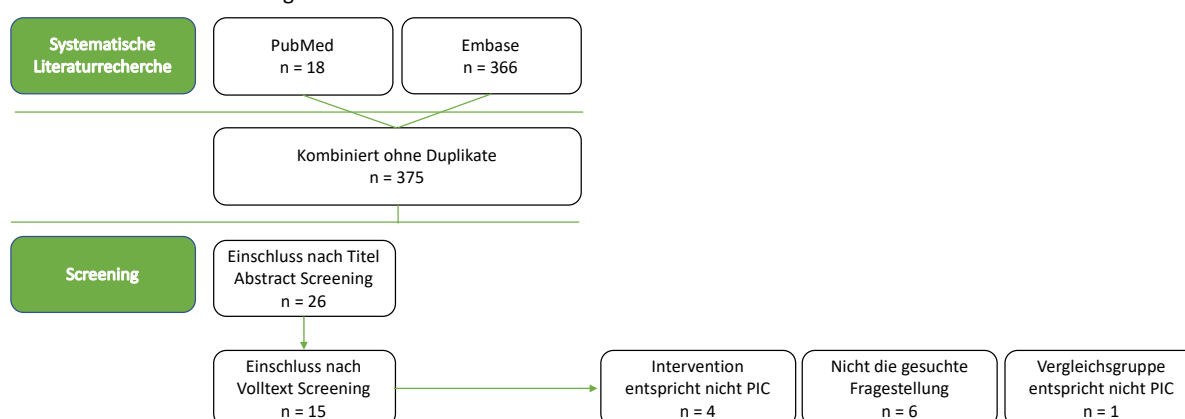 Systematische
Literaturrecherche
PubMed
n = 18
Embase
n = 366
Kombiniert ohne Duplikate
n = 375
Screening
Einschluss nach Titel
Abstract Screening
n = 26
Einschluss nach
Volltext Screening
n = 15
Intervention
entspricht nicht PIC
n = 4
Nicht die gesuchte
Fragestellung
n = 6
Vergleichsgruppe
entspricht nicht PIC
n = 1